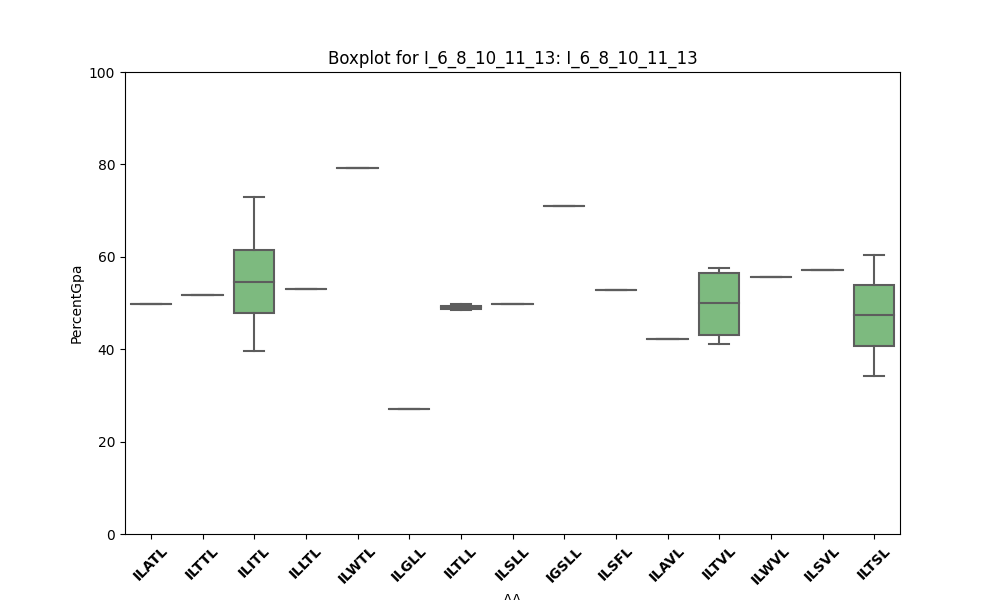 Boxplot for I_6_8_10_11_13: I_6_8_10_11_13
100
80
60
40
20
0
PercentGpa
ILATL
ILTTL
ILITL
ILLTL
ILWTL
ILGLL
ILTLL
ILSLL
IGSLL
ILSFL
ILAVL
ILTVL
ILWVL
ILSVL
ILTSL
AA